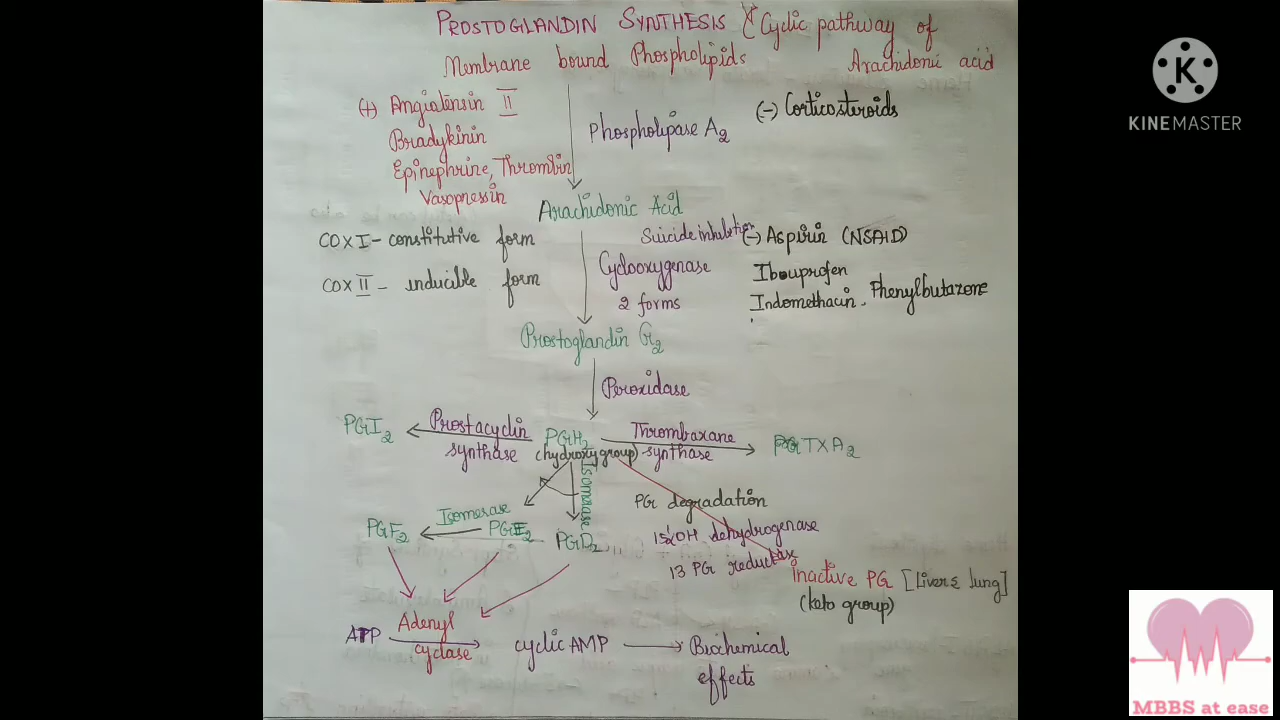 PROSTOGLANDIN SYNTHESIS { Cyclic pathway of
Arachidonic acid
Membrane bound Phospholipids
(+) Angiotensin II
Bradykinin
Epinephrine, Thrombin
Vasopressin
Phospholipase A2
(-) Corticosteroids
Arachidonic Acid
COX I - constitutive form
COX II - inducible form
Cyclooxygenase
2 forms
Suicide inhibition
(-) Aspirin (NSAID)
Ibouprofen
Indomethacin. Phenylbutazone
Prostoglandin G2
Peroxidase
PGI2
Prostacyclin
synthase
PGH2
(hydroxy group)
Thromboxane
synthase
TXA2
Isomerase
Isomerase
PGF2
PGE2
PGD2
PG degradation
15 OH dehydrogenase
13 PG reductase
Inactive PG [Liver & lung]
(keto group)
ATP
Adenyl
cyclase
cyclic AMP
Biochemical
effects
K
KINEMASTER
MBBS at ease